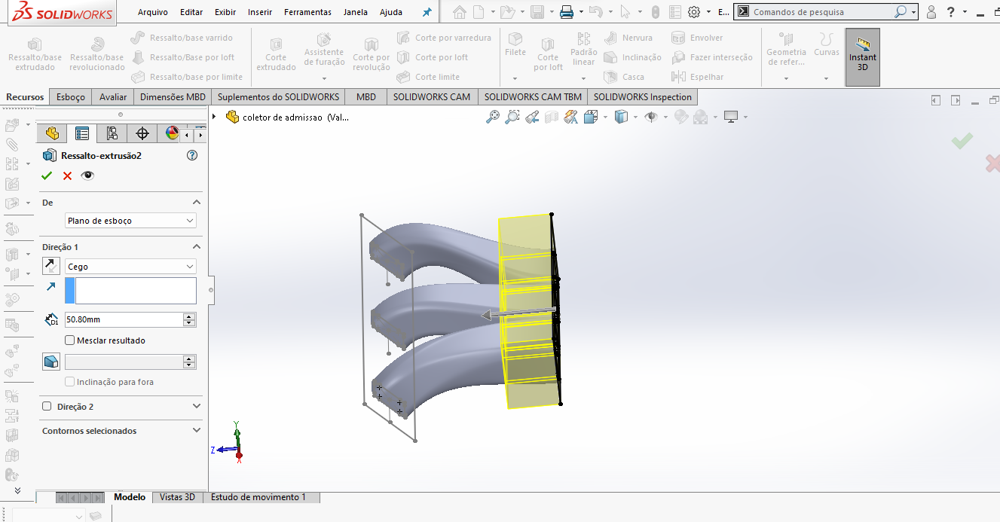 SOLIDWORKS
Arquivo Editar Exibir Inserir Ferramentas Janela Ajuda E... Comandos de pesquisa ?
Ressalto/base extrudado
Ressalto/base revolucionado
Ressalto/base varrido
Ressalto/Base por loft
Ressalto/base por limite
Corte extrudado
Assistente de furação
Corte por revolução
Corte por varredura
Corte por loft
Corte limite
Filete
Corte por loft
Padrão linear
Nervura
Inclinação
Casca
Envolver
Fazer interseção
Espelhar
Geometria de refer...
Curvas
Instant 3D
Recursos Esboço Avaliar Dimensões MBD Suplementos do SOLIDWORKS MBD SOLIDWORKS CAM SOLIDWORKS CAM TBM SOLIDWORKS Inspection
coletor de admissao (Val...
Ressalto-extrusão2 ?
De
Plano de esboço
Direção 1
Cego
D1 50.80mm
Mesclar resultado
Inclinação para fora
Direção 2
Contornos selecionados
Y
Z
X
Modelo Vistas 3D Estudo de movimento 1